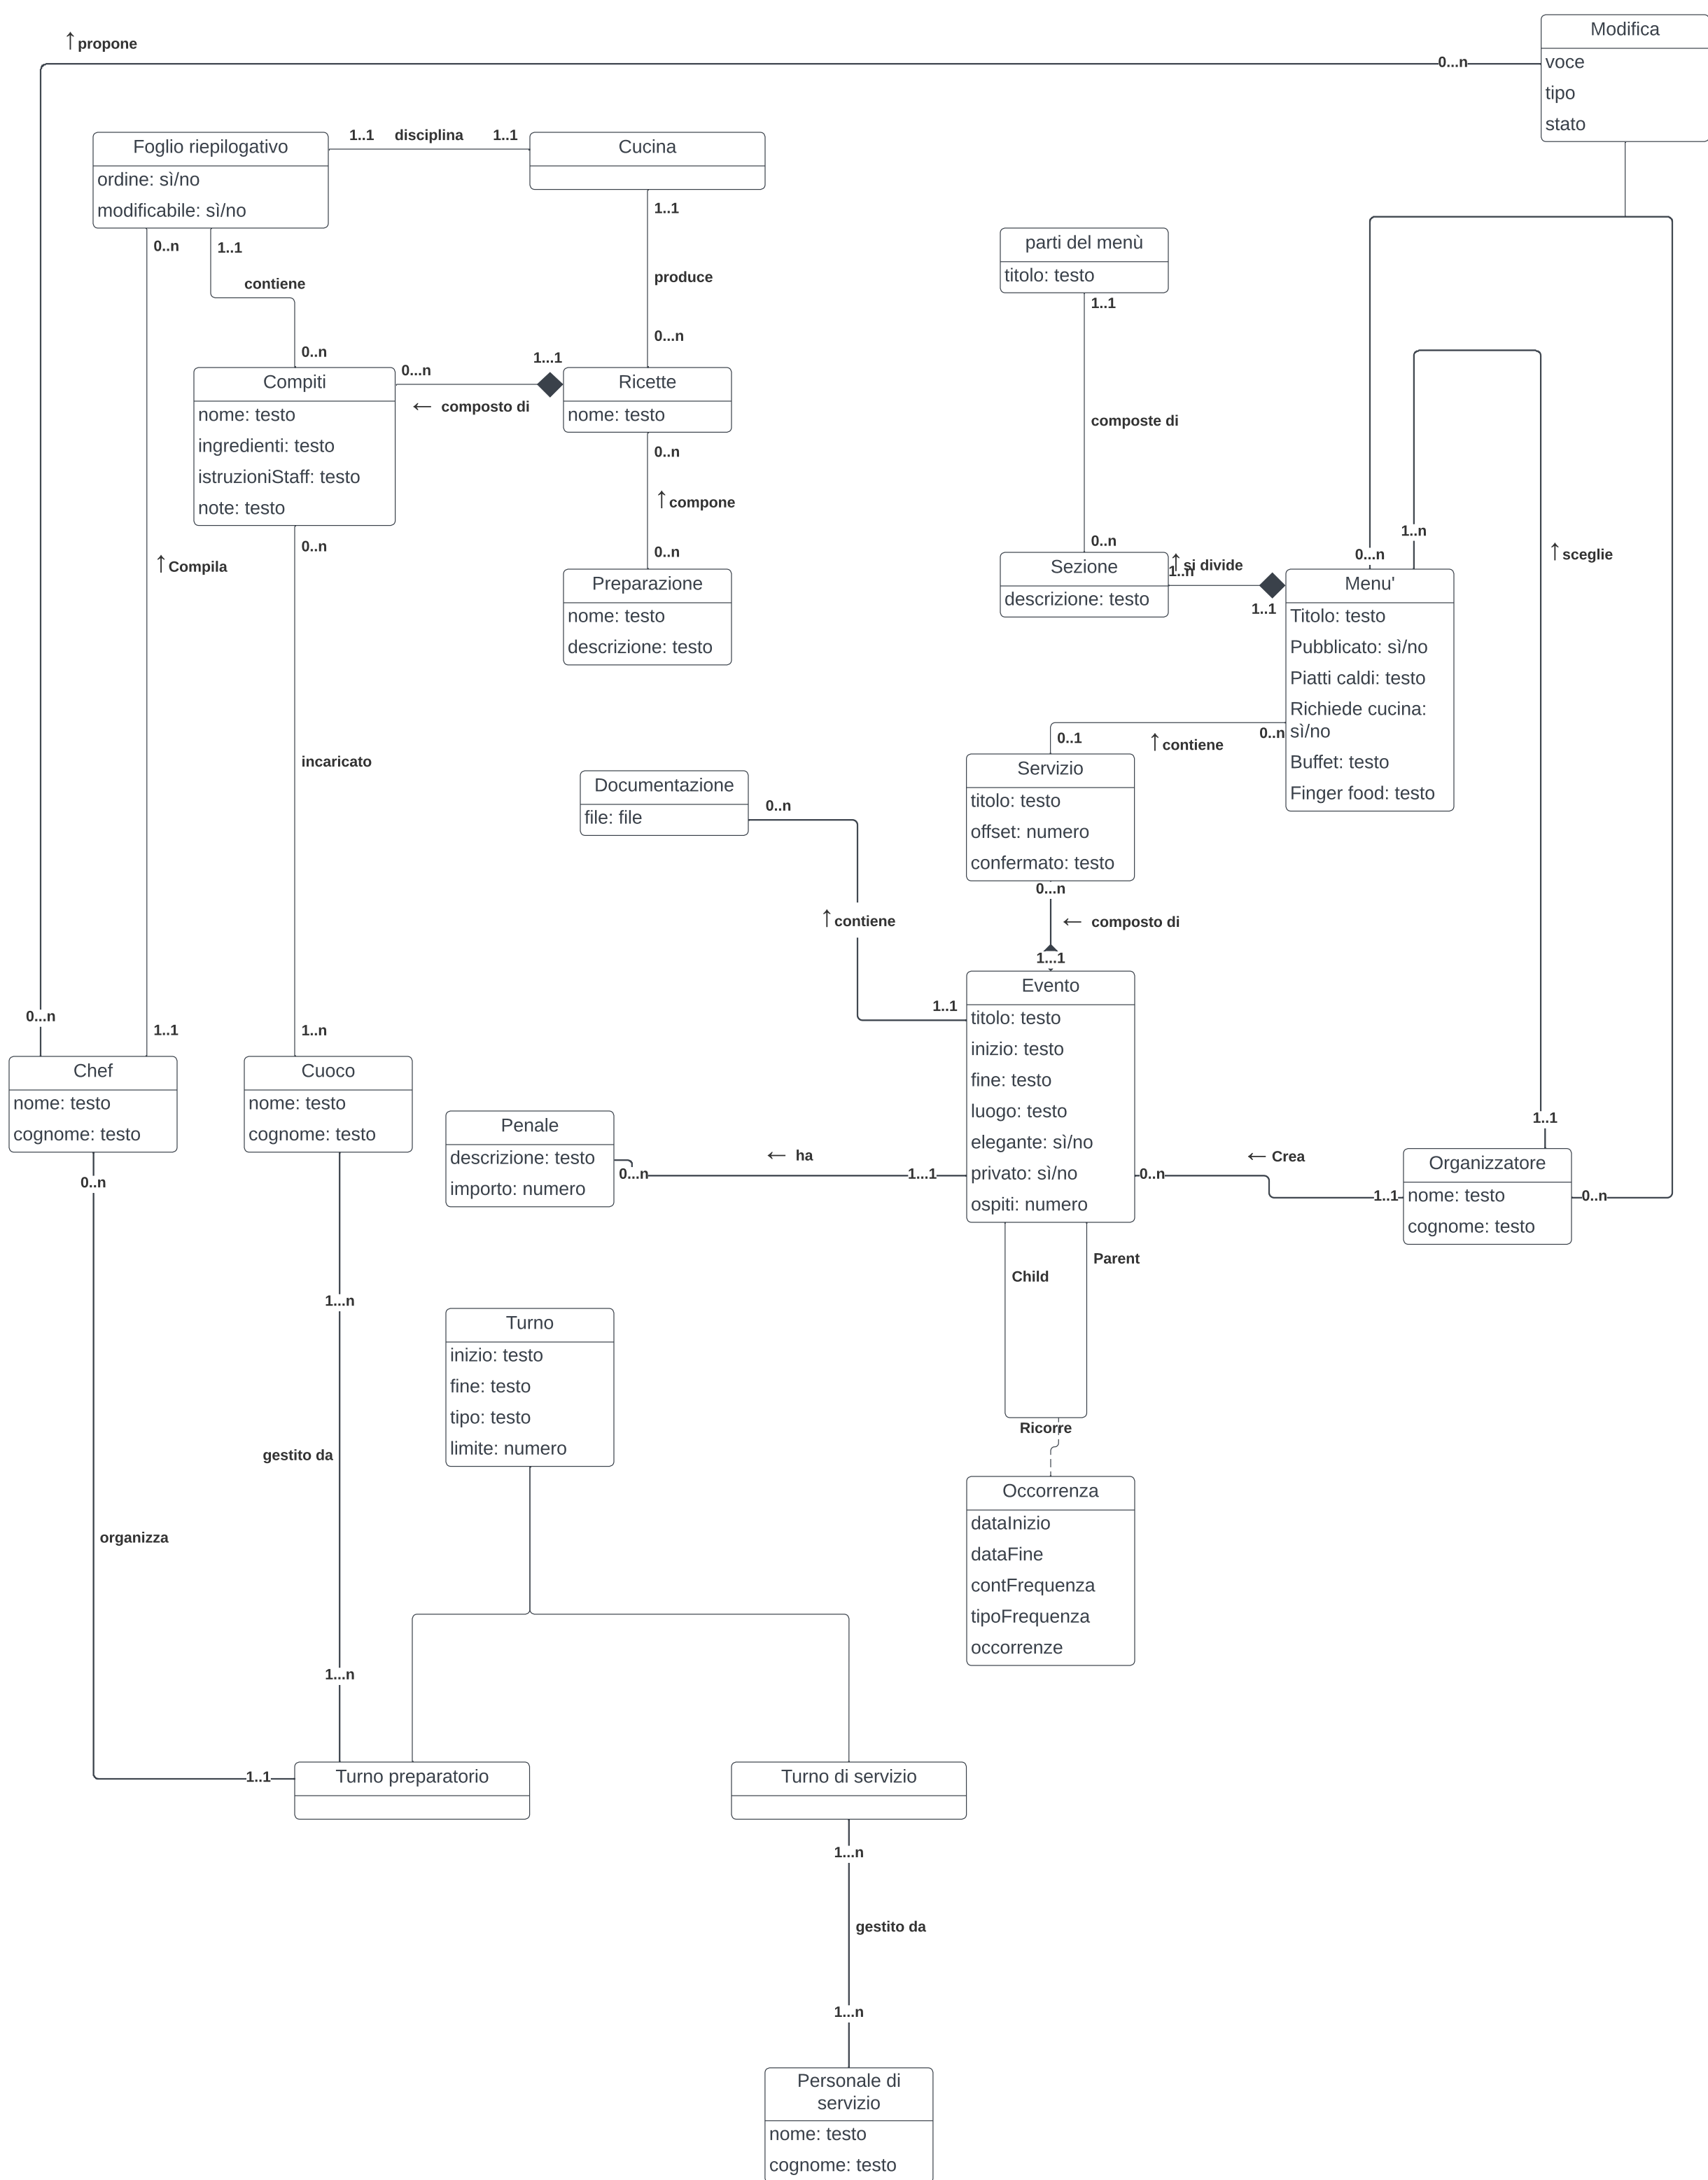 Modifica
voce
tipo
stato
↑propone
0...n
Foglio riepilogativo
ordine: sì/no
modificabile: sì/no
1..1
disciplina
1..1
Cucina
0..n
1..1
contiene
0..n
1..1
produce
0...n
parti del menù
titolo: testo
1..1
composte di
0..n
Compiti
nome: testo
ingredienti: testo
istruzioniStaff: testo
note: testo
0...n
1...1
← composto di
Ricette
nome: testo
0..n
↑compone
0..n
Preparazione
nome: testo
descrizione: testo
0..n
↑Compila
incaricato
Sezione
descrizione: testo
↑si divide
1..n
1..1
0...n
1..n
↑sceglie
Menu'
Titolo: testo
Pubblicato: sì/no
Piatti caldi: testo
Richiede cucina:
sì/no
Buffet: testo
Finger food: testo
0..1
↑contiene
0..n
Servizio
titolo: testo
offset: numero
confermato: testo
Documentazione
file: file
0..n
↑contiene
0...n
← composto di
1...1
1..1
Evento
titolo: testo
inizio: testo
fine: testo
luogo: testo
elegante: sì/no
privato: sì/no
ospiti: numero
0...n
1..1
1..n
Chef
nome: testo
cognome: testo
Cuoco
nome: testo
cognome: testo
Penale
descrizione: testo
importo: numero
0...n
← ha
1...1
0..n
← Crea
1..1
1..1
Organizzatore
nome: testo
cognome: testo
0..n
0..n
1...n
Child
Parent
Ricorre
Turno
inizio: testo
fine: testo
tipo: testo
limite: numero
gestito da
organizza
Occorrenza
dataInizio
dataFine
contFrequenza
tipoFrequenza
occorrenze
1...n
1..1
Turno preparatorio
Turno di servizio
1...n
gestito da
1...n
Personale di
servizio
nome: testo
cognome: testo